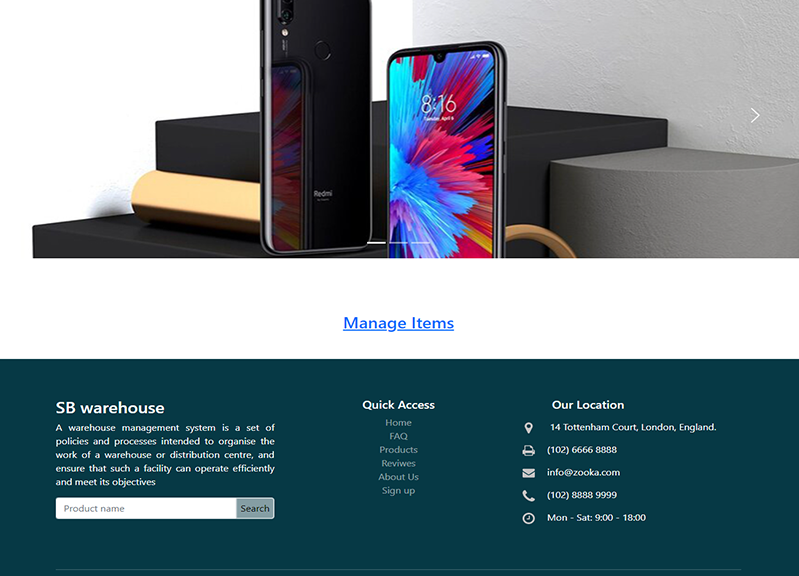 8:16
Tuesday, April 6
Redmi
Manage Items
SB warehouse
A warehouse management system is a set of
policies and processes intended to organise the
work of a warehouse or distribution centre, and
ensure that such a facility can operate efficiently
and meet its objectives
Product name
Search
Quick Access
Home
FAQ
Products
Reviwes
About Us
Sign up
Our Location
14 Tottenham Court, London, England.
(102) 6666 8888
info@zooka.com
(102) 8888 9999
Mon - Sat: 9:00 - 18:00